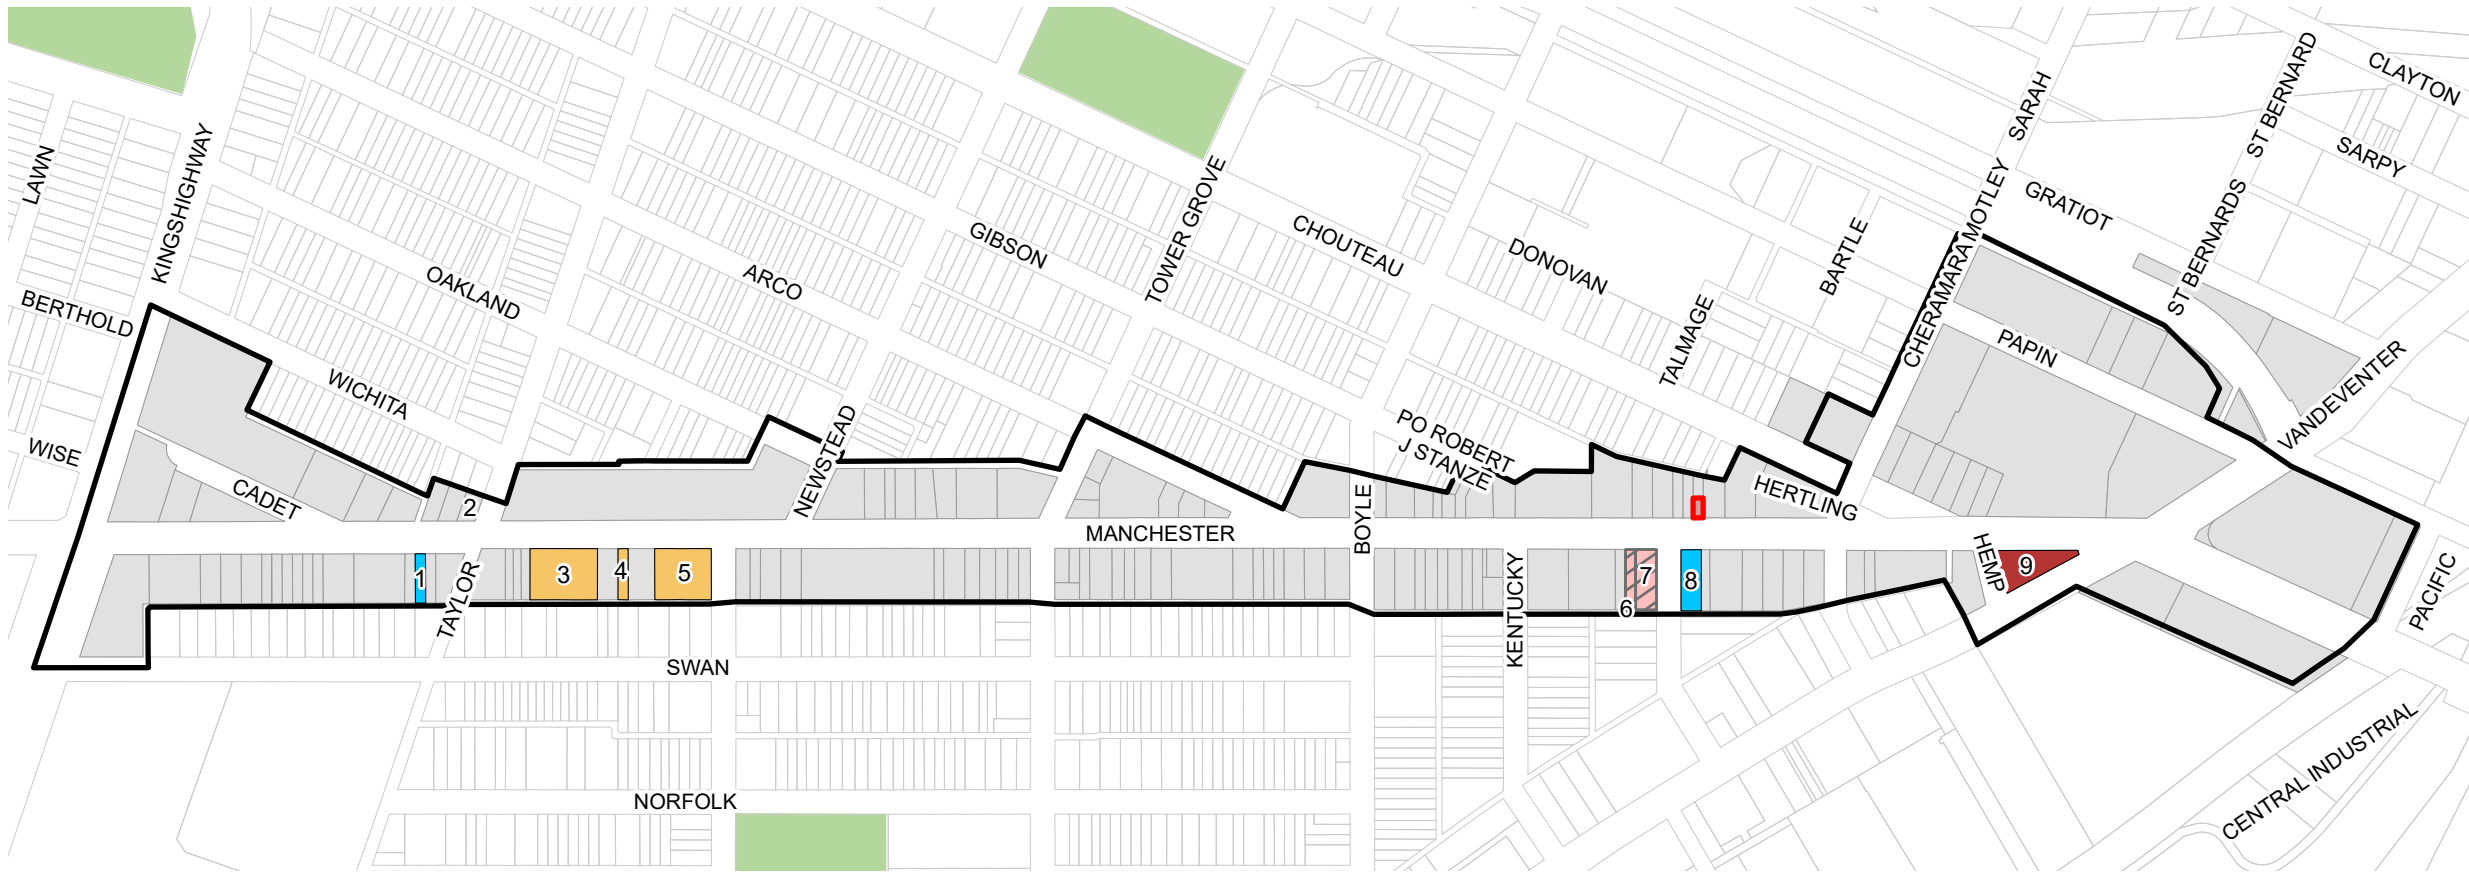 CLAYTON
ST BERNARD
SARAH
SARPY
KINGSHIGHWAY
LAWN
GRATIOT
TOWER GROVE
CHERAMARA MOTLEY
ST BERNARDS
GIBSON
CHOUTEAU
DONOVAN
BARTLE
OAKLAND
ARCO
BERTHOLD
TALMAGE
PAPIN
VANDEVENTER
WICHITA
WISE
NEWSTEAD
PO ROBERT
J STANZE
CADET
2
HERTLING
MANCHESTER
BOYLE
1
TAYLOR
3
4
5
KENTUCKY
6
7
8
HEMP
9
PACIFIC
SWAN
CENTRAL INDUSTRIAL
NORFOLK